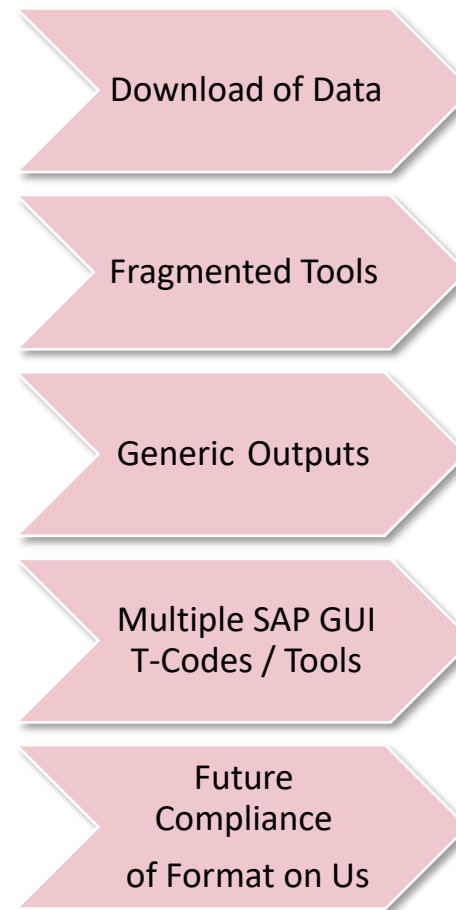 Download of Data
Fragmented Tools
Generic Outputs
Multiple SAP GUI
T-Codes / Tools
Future
Compliance
of Format on Us